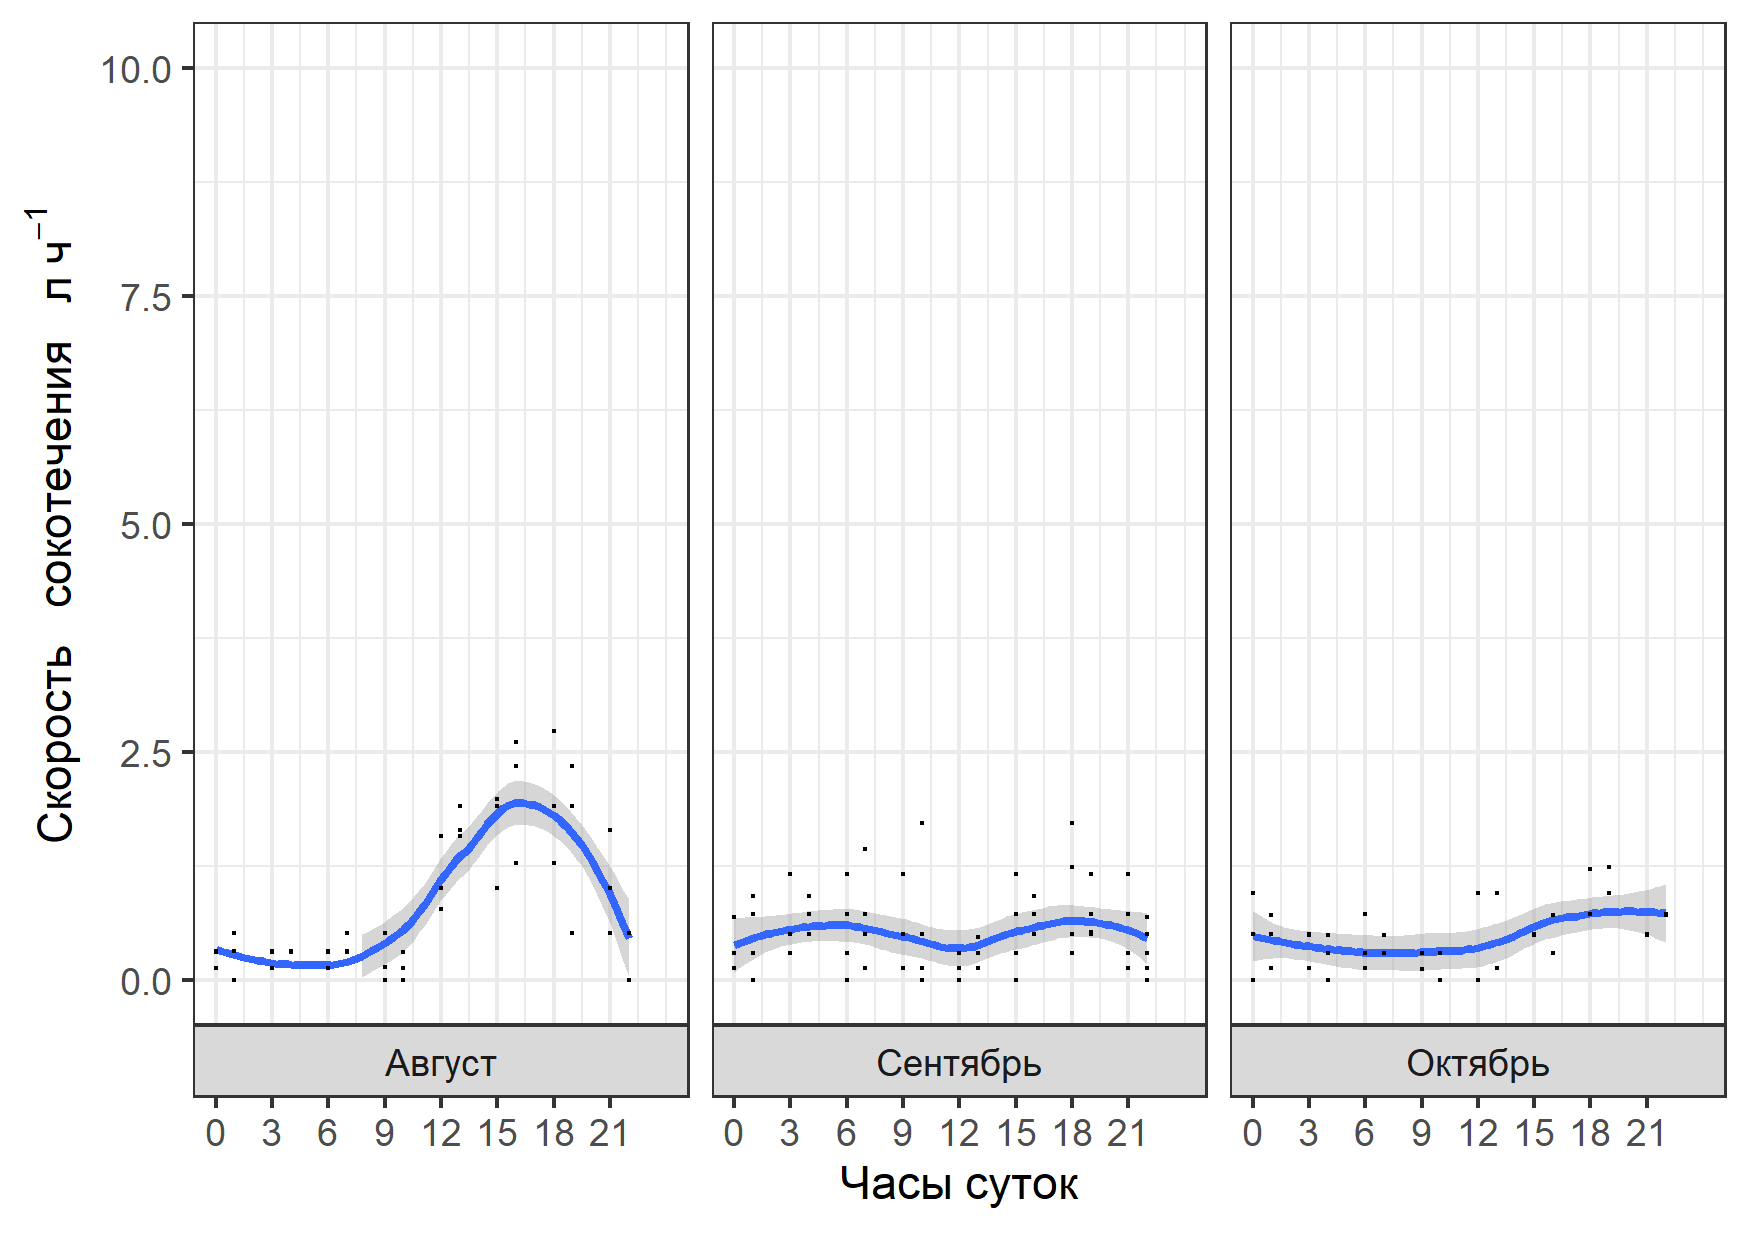 Скорость сокотечения л ч⁻¹
10.0
7.5
5.0
2.5
0.0
Август Сентябрь Октябрь
0 3 6 9 12 15 18 21 0 3 6 9 12 15 18 21 0 3 6 9 12 15 18 21
Часы суток